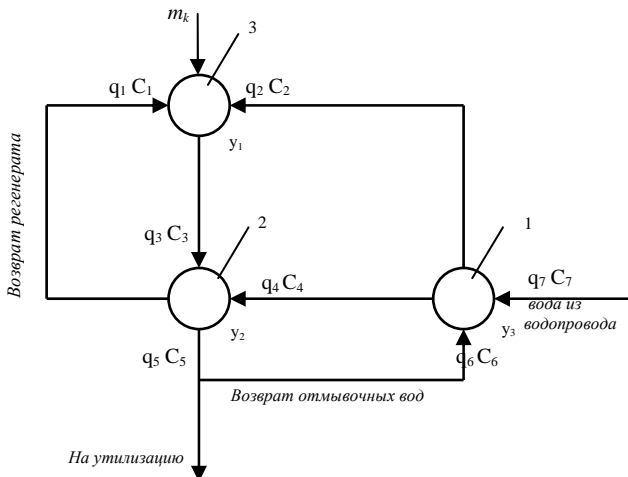 m_k
3
q₁ C₁
q₂ C₂
y₁
Возврат регенерата
q₃ C₃
2
1
q₄ C₄
q₇ C₇
вода из
водопровода
y₂
y₃
q₅ C₅
q₆ C₆
Возврат отмывочных вод
На утилизацию